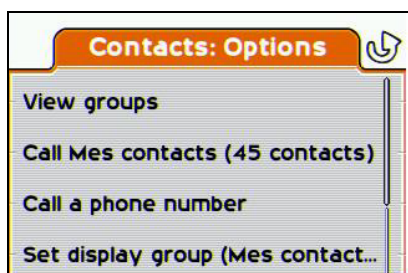 Contacts: Options
View groups
Call Mes contacts (45 contacts)
Call a phone number
Set display group (Mes contact...